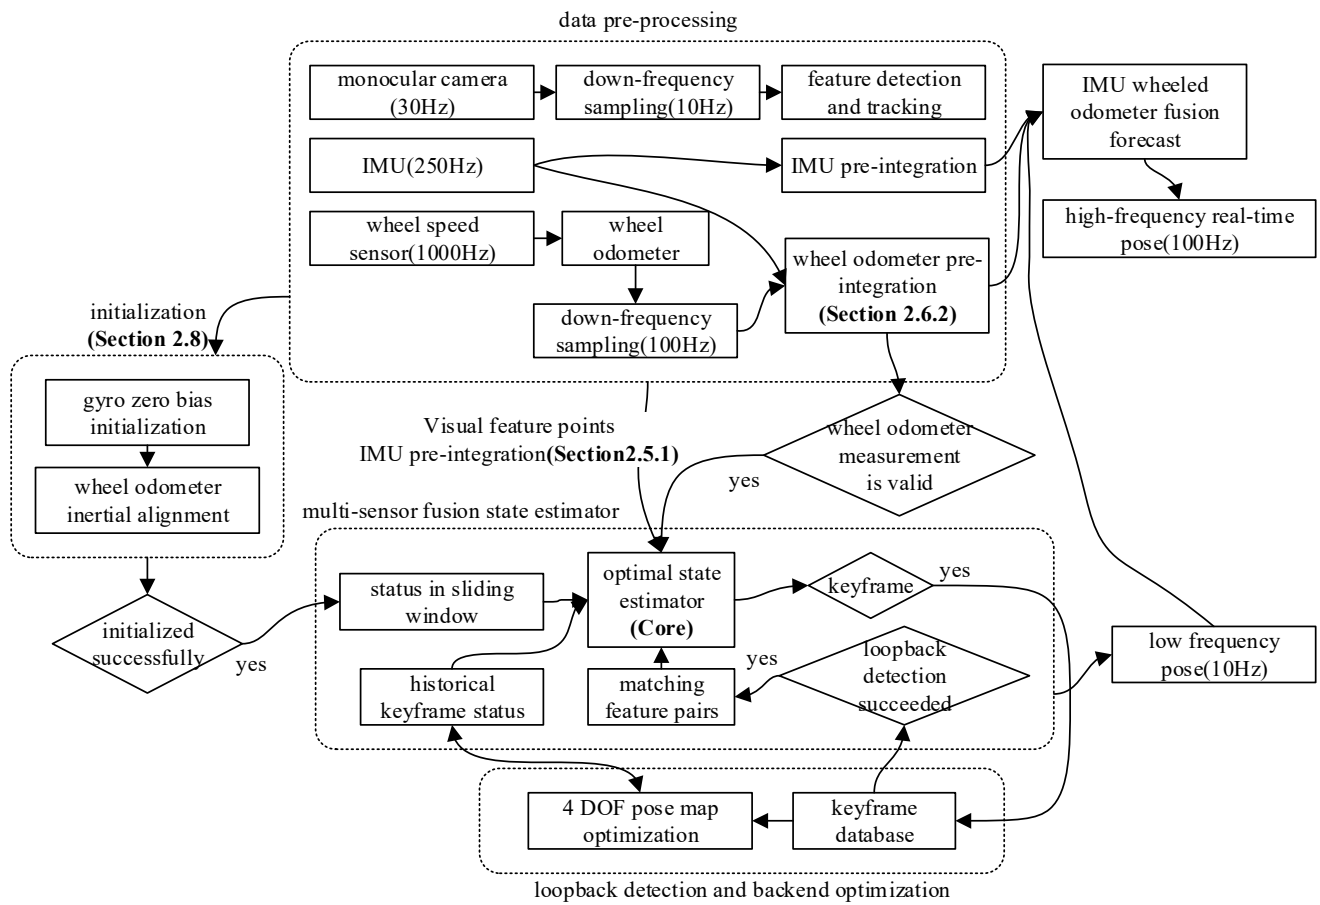 data pre-processing
monocular camera
(30Hz)
down-frequency
sampling(10Hz)
feature detection
and tracking
IMU wheeled
odometer fusion
forecast
IMU(250Hz)
IMU pre-integration
high-frequency real-time
pose(100Hz)
wheel speed
sensor(1000Hz)
wheel
odometer
wheel odometer pre-
integration
(Section 2.6.2)
down-frequency
sampling(100Hz)
initialization
(Section 2.8)
gyro zero bias
initialization
wheel odometer
inertial alignment
Visual feature points
IMU pre-integration(Section2.5.1)
wheel odometer
measurement
is valid
yes
multi-sensor fusion state estimator
initialized
successfully
yes
status in sliding
window
optimal state
estimator
(Core)
keyframe
yes
historical
keyframe status
matching
feature pairs
yes
loopback
detection
succeeded
low frequency
pose(10Hz)
4 DOF pose map
optimization
keyframe
database
loopback detection and backend optimization